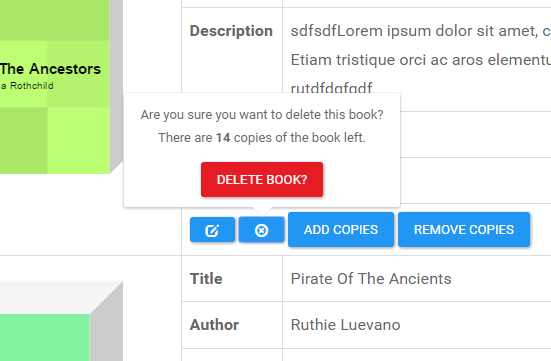 The Ancestors
a Rothchild
Description
sdfsdfLorem ipsum dolor sit amet, c
Etiam tristique orci ac aros elementu
rutdfdgfgdf
Are you sure you want to delete this book?
There are 14 copies of the book left.
DELETE BOOK?
ADD COPIES
REMOVE COPIES
Title
Pirate Of The Ancients
Author
Ruthie Luevano